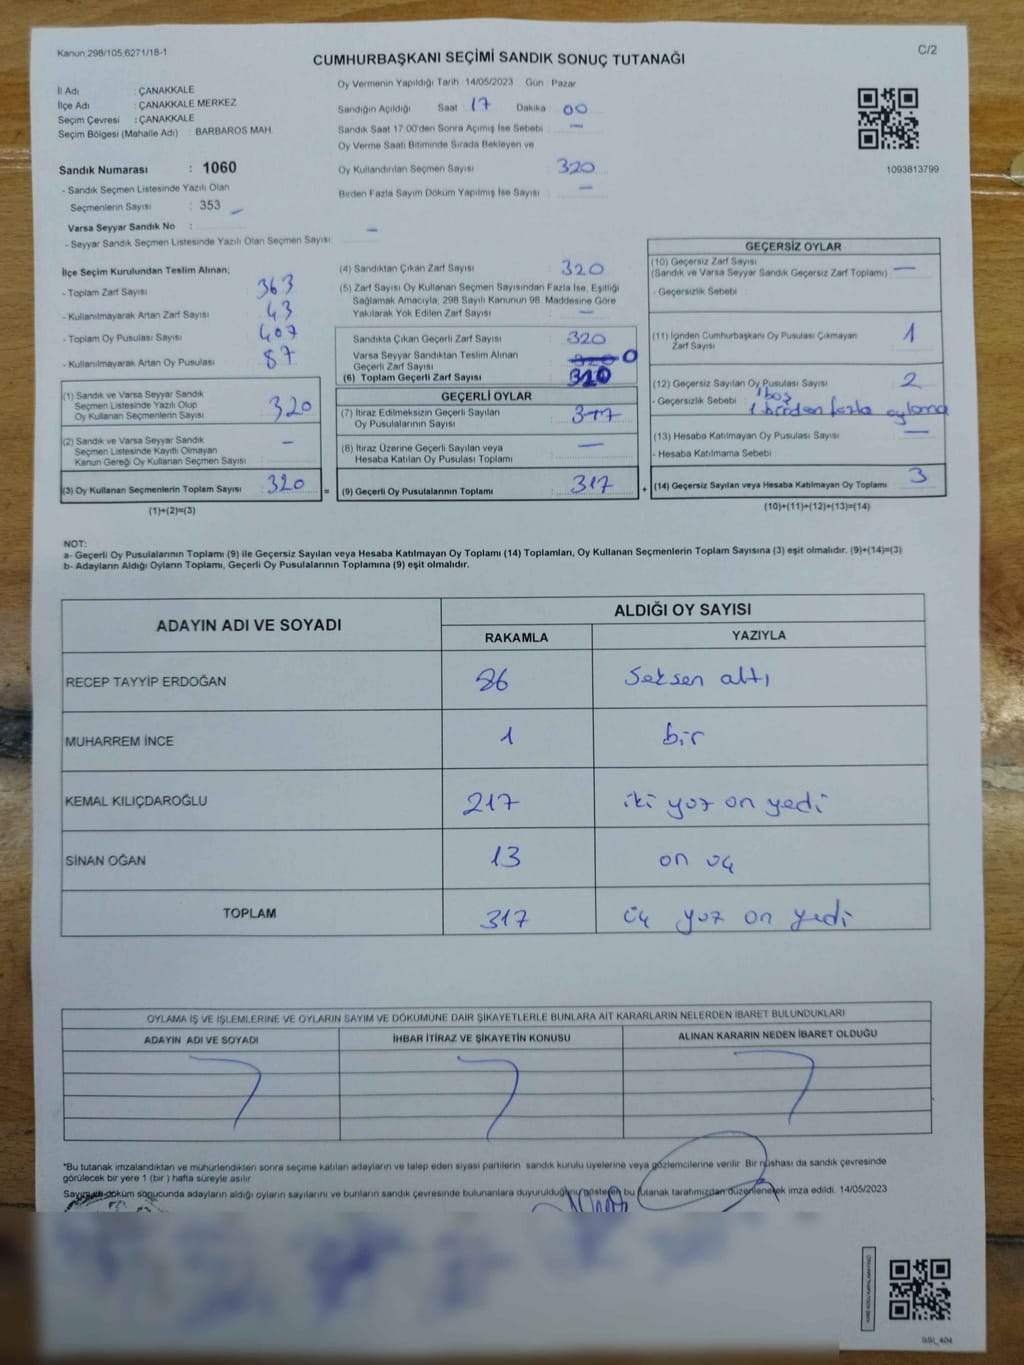 Kanun:298/105,6271/18-1
C/2
CUMHURBAŞKANI SEÇİMİ SANDIK SONUÇ TUTANAĞI
İl Adı : ÇANAKKALE
İlçe Adı : ÇANAKKALE MERKEZ
Seçim Çevresi : ÇANAKKALE
Seçim Bölgesi (Mahalle Adı) : BARBAROS MAH.
Oy Vermenin Yapıldığı Tarih 14/05/2023 Gün Pazar
Sandığın Açıldığı Saat 17 Dakika 00
Sandık Saat 17:00'den Sonra Açımış İse Sebebi —
Oy Verme Saati Bitiminde Sırada Bekleyen ve
Oy Kullandırılan Seçmen Sayısı 320
Birden Fazla Sayım Döküm Yapılmış İse Sayısı —
1093813799
Sandık Numarası : 1060
- Sandık Seçmen Listesinde Yazılı Olan
Seçmenlerin Sayısı : 353 —
Varsa Seyyar Sandık No :
- Seyyar Sandık Seçmen Listesinde Yazılı Olan Seçmen Sayısı : —
İlçe Seçim Kurulundan Teslim Alınan;
- Toplam Zarf Sayısı 363
- Kullanılmayarak Artan Zarf Sayısı 43
- Toplam Oy Pusulası Sayısı 407
- Kullanılmayarak Artan Oy Pusulası 87
(1) Sandık ve Varsa Seyyar Sandık
Seçmen Listesinde Yazılı Olup
Oy Kullanan Seçmenlerin Sayısı 320
(2) Sandık ve Varsa Seyyar Sandık
Seçmen Listesinde Kayıtlı Olmayan
Kanun Gereği Oy Kullanan Seçmen Sayısı —
(3) Oy Kullanan Seçmenlerin Toplam Sayısı 320 =
(1)+(2)=(3)
(4) Sandıktan Çıkan Zarf Sayısı 320
(5) Zarf Sayısı Oy Kullanan Seçmen Sayısından Fazla İse, Eşitliği
Sağlamak Amacıyla, 298 Sayılı Kanunun 98. Maddesine Göre
Yakılarak Yok Edilen Zarf Sayısı —
Sandıkta Çıkan Geçerli Zarf Sayısı 320
Varsa Seyyar Sandıktan Teslim Alınan
Geçerli Zarf Sayısı 0
(6) Toplam Geçerli Zarf Sayısı 320
GEÇERLİ OYLAR
(7) İtiraz Edilmeksizin Geçerli Sayılan
Oy Pusulalarının Sayısı 317
(8) İtiraz Üzerine Geçerli Sayılan veya
Hesaba Katılan Oy Pusulası Toplamı —
(9) Geçerli Oy Pusulalarının Toplamı 317 +
GEÇERSİZ OYLAR
(10) Geçersiz Zarf Sayısı
(Sandık ve Varsa Seyyar Sandık Geçersiz Zarf Toplamı) —
- Geçersizlik Sebebi :
(11) İçinden Cumhurbaşkanı Oy Pusulası Çıkmayan
Zarf Sayısı 1
(12) Geçersiz Sayılan Oy Pusulası Sayısı 2
- Geçersizlik Sebebi 1 boş
1 birden fazla oylama
(13) Hesaba Katılmayan Oy Pusulası Sayısı —
- Hesaba Katılmama Sebebi
(14) Geçersiz Sayılan veya Hesaba Katılmayan Oy Toplamı 3
(10)+(11)+(12)+(13)=(14)
NOT:
a- Geçerli Oy Pusulalarının Toplamı (9) ile Geçersiz Sayılan veya Hesaba Katılmayan Oy Toplamı (14) Toplamları, Oy Kullanan Seçmenlerin Toplam Sayısına (3) eşit olmalıdır. (9)+(14)=(3)
b- Adayların Aldığı Oyların Toplamı, Geçerli Oy Pusulalarının Toplamına (9) eşit olmalıdır.
ADAYIN ADI VE SOYADI
ALDIĞI OY SAYISI
RAKAMLA YAZIYLA
RECEP TAYYİP ERDOĞAN 86 Seksen altı
MUHARREM İNCE 1 bir
KEMAL KILIÇDAROĞLU 217 iki yüz on yedi
SİNAN OĞAN 13 on üç
TOPLAM 317 üç yüz on yedi
OYLAMA İŞ VE İŞLEMLERİNE VE OYLARIN SAYIM VE DÖKÜMÜNE DAİR ŞİKAYETLERLE BUNLARA AİT KARARLARIN NELERDEN İBARET BULUNDUKLARI
ADAYIN ADI VE SOYADI
İHBAR İTİRAZ VE ŞİKAYETİN KONUSU
ALINAN KARARIN NEDEN İBARET OLDUĞU
*Bu tutanak imzalandıktan ve mühürlendikten sonra seçime katılan adayların ve talep eden siyasi partilerin sandık kurulu üyelerine veya gözlemcilerine verilir. Bir nüshası da sandık çevresinde
görülecek bir yere 1 (bir) hafta süreyle asılır.
Sayım ve döküm sonucunda adayların aldığı oyların sayılarını ve bunların sandık çevresinde bulunanlara duyurulduğunu gösteren bu tutanak tarafımızdan düzenlenerek imza edildi. 14/05/2023